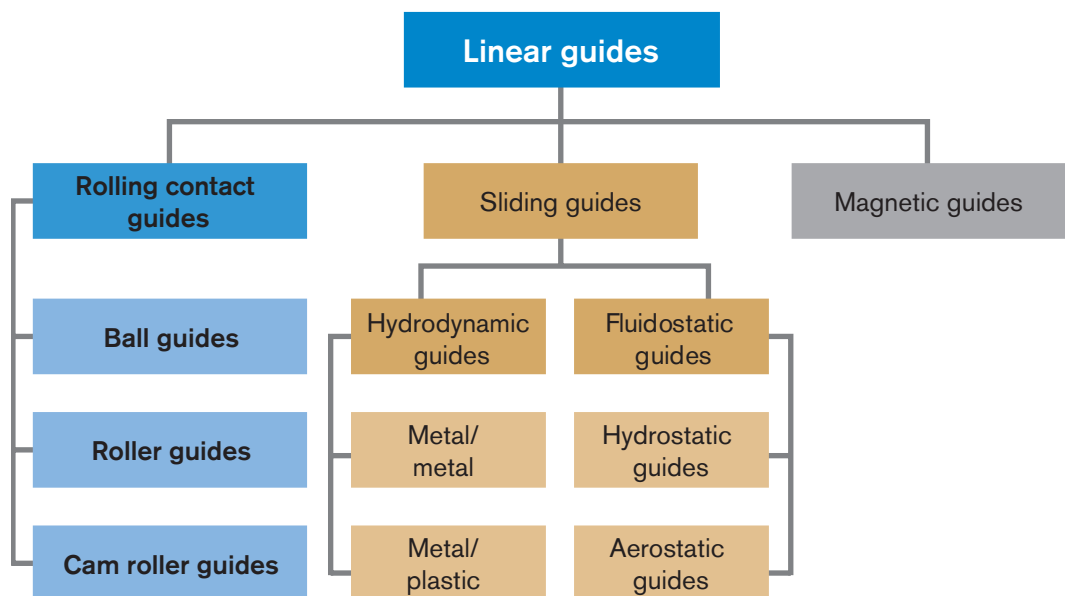 Linear guides
Rolling contact
guides
Sliding guides
Magnetic guides
Ball guides
Hydrodynamic
guides
Fluidostatic
guides
Roller guides
Metal/
metal
Hydrostatic
guides
Cam roller guides
Metal/
plastic
Aerostatic
guides